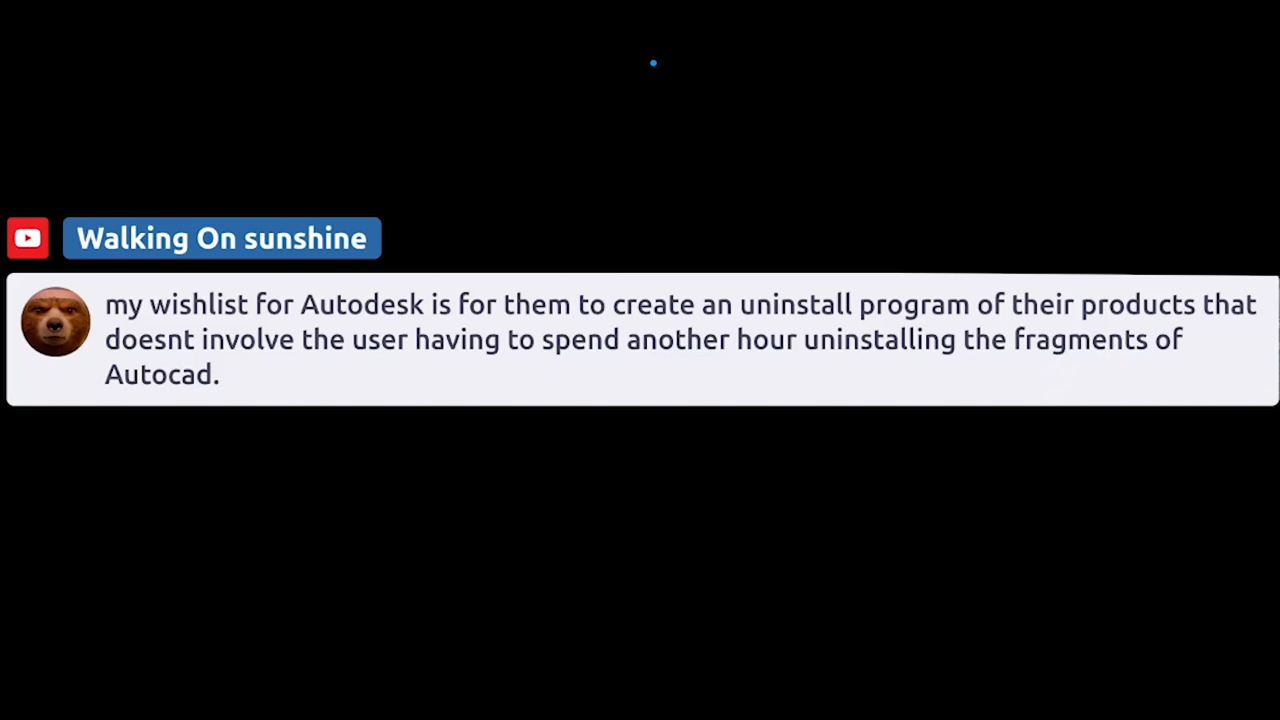 Walking On sunshine
my wishlist for Autodesk is for them to create an uninstall program of their products that
doesnt involve the user having to spend another hour uninstalling the fragments of
Autocad.